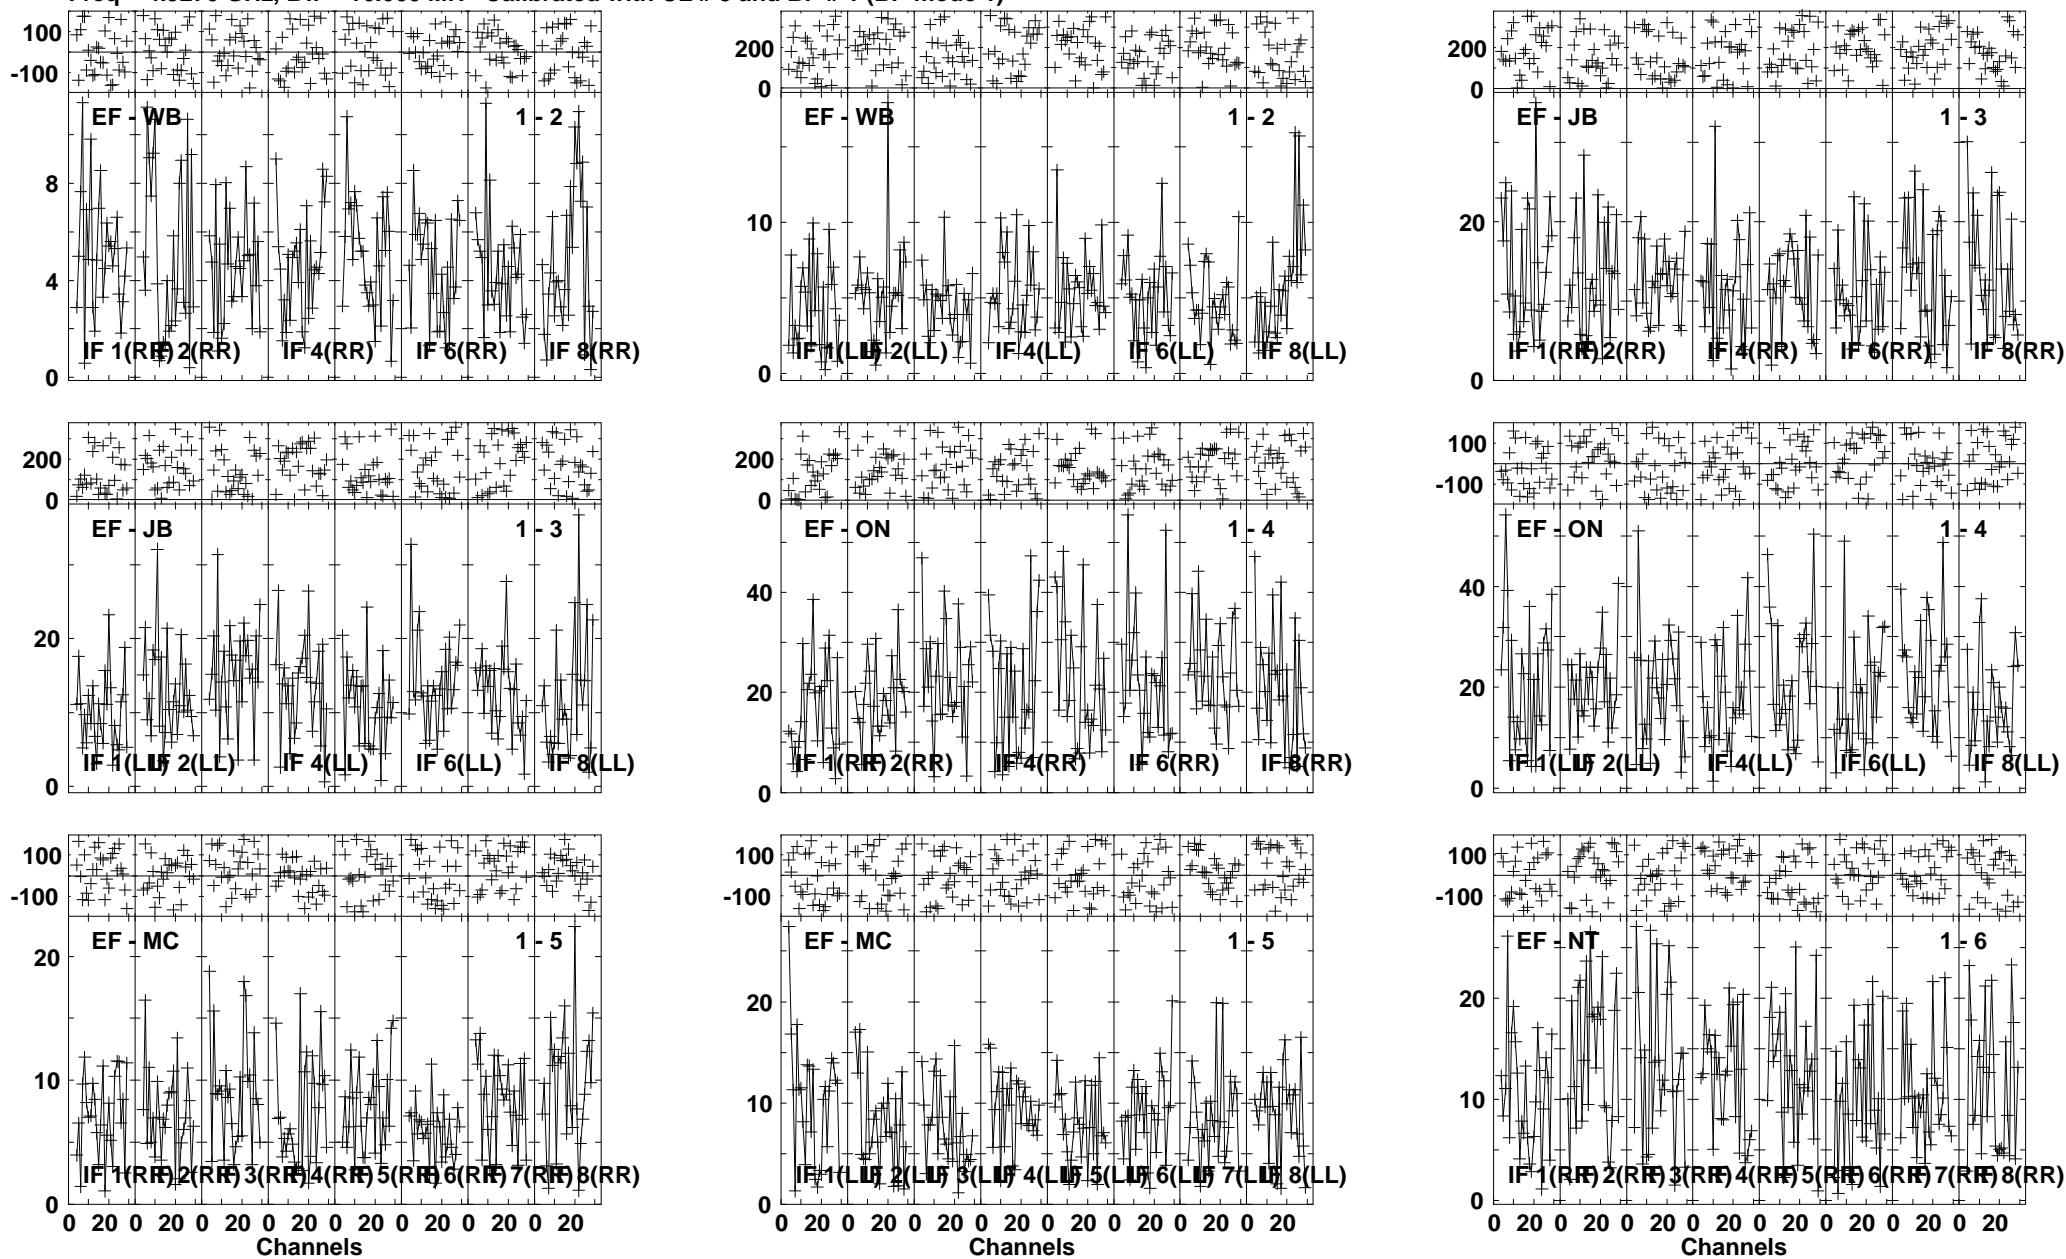 100
-100
EF - WB 1 - 2
8
4
0
IF 1(RR) IF 2(RR) IF 4(RR) IF 6(RR) IF 8(RR)
200
0
EF - WB 1 - 2
10
0
IF 1(LL) IF 2(LL) IF 4(LL) IF 6(LL) IF 8(LL)
200
0
EF - JB 1 - 3
20
0
IF 1(RR) IF 2(RR) IF 4(RR) IF 6(RR) IF 8(RR)
200
0
EF - JB 1 - 3
20
0
IF 1(LL) IF 2(LL) IF 4(LL) IF 6(LL) IF 8(LL)
200
0
EF - ON 1 - 4
40
20
0
IF 1(RR) IF 2(RR) IF 4(RR) IF 6(RR) IF 8(RR)
100
-100
EF - ON 1 - 4
40
20
0
IF 1(LL) IF 2(LL) IF 4(LL) IF 6(LL) IF 8(LL)
100
-100
EF - MC 1 - 5
20
10
0
IF 1(RR) IF 2(RR) IF 3(RR) IF 4(RR) IF 5(RR) IF 6(RR) IF 7(RR) IF 8(RR)
0 20 0 20 0 20 0 20 0 20 0 20 0 20 0 20
Channels
100
-100
EF - MC 1 - 5
20
10
0
IF 1(LL) IF 2(LL) IF 3(LL) IF 4(LL) IF 5(LL) IF 6(LL) IF 7(LL) IF 8(LL)
0 20 0 20 0 20 0 20 0 20 0 20 0 20 0 20
Channels
100
-100
EF - NT 1 - 6
20
10
0
IF 1(RR) IF 2(RR) IF 3(RR) IF 4(RR) IF 5(RR) IF 6(RR) IF 7(RR) IF 8(RR)
0 20 0 20 0 20 0 20 0 20 0 20 0 20 0 20
Channels